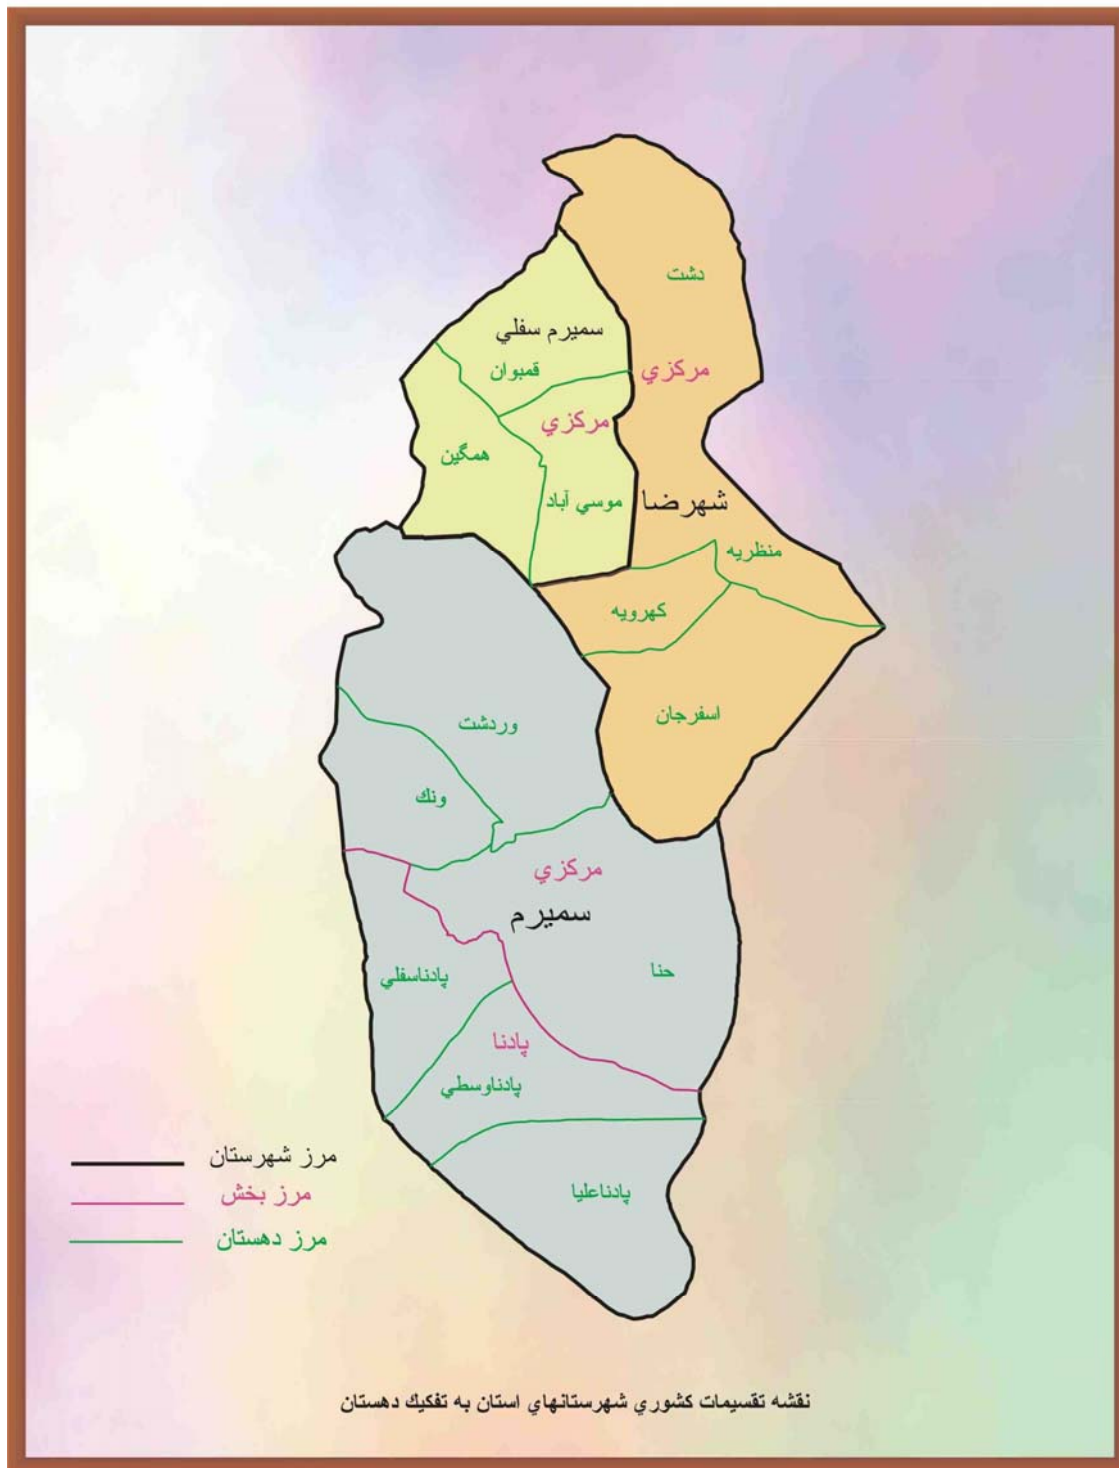 دشت
سميرم سفلي
مركزي
قمبوان
مركزي
همگين
موسي آباد
شهرضا
منظريه
كهرويه
اسفرجان
وردشت
ونك
مركزي
سميرم
حنا
پادناسفلي
پادنا
پادناوسطي
پادناعليا
مرز شهرستان
مرز بخش
مرز دهستان
نقشه تقسيمات كشوري شهرستانهاي استان به تفكيك دهستان